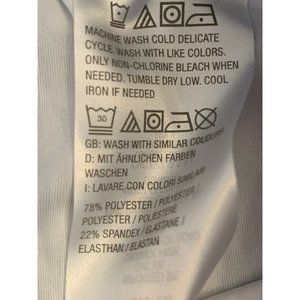 MACHINE WASH COLD DELICATE
CYCLE. WASH WITH LIKE COLORS.
ONLY NON-CHLORINE BLEACH WHEN
NEEDED. TUMBLE DRY LOW. COOL
IRON IF NEEDED
30
GB: WASH WITH SIMILAR COLOURS
D: MIT ÄHNLICHEN FARBEN
WASCHEN
I: LAVARE CON COLORI SIMILARI
78% POLYESTER / POLYESTER /
POLYESTER / POLIESTERE
22% SPANDEX / ELASTANE /
ELASTHAN / ELASTAN